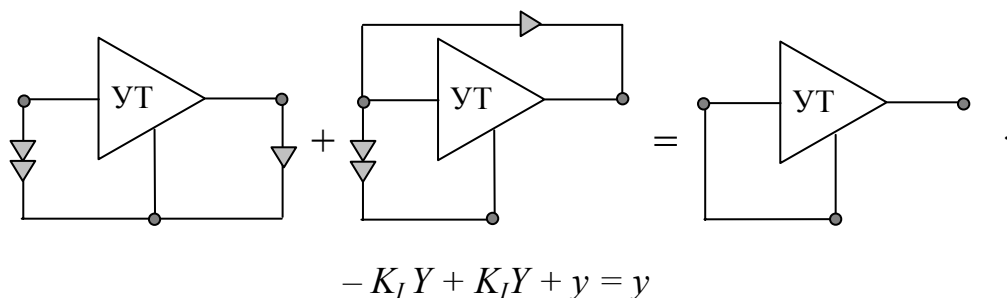 УТ + УТ = УТ .
– K_I Y + K_I Y + y = y